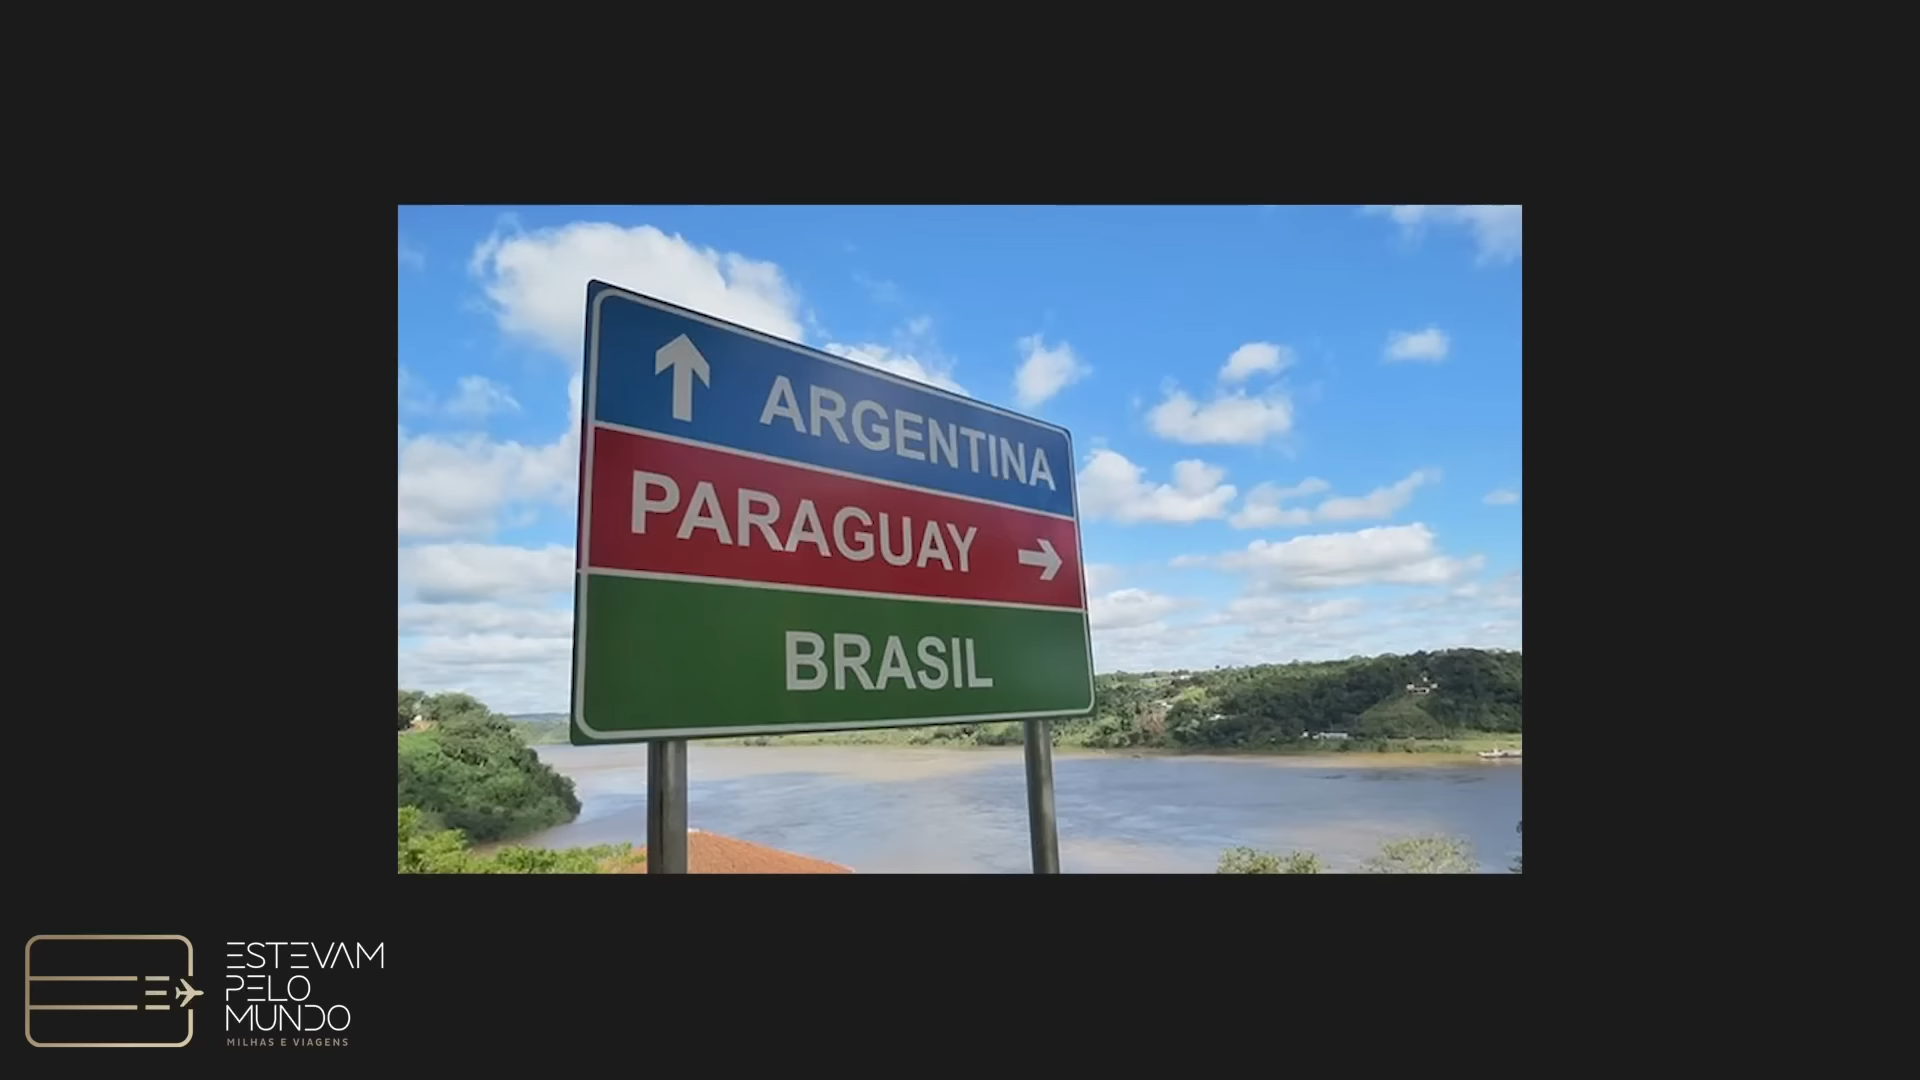 ARGENTINA
PARAGUAY
BRASIL
ESTEVAM
PELO
MUNDO
MILHAS E VIAGENS